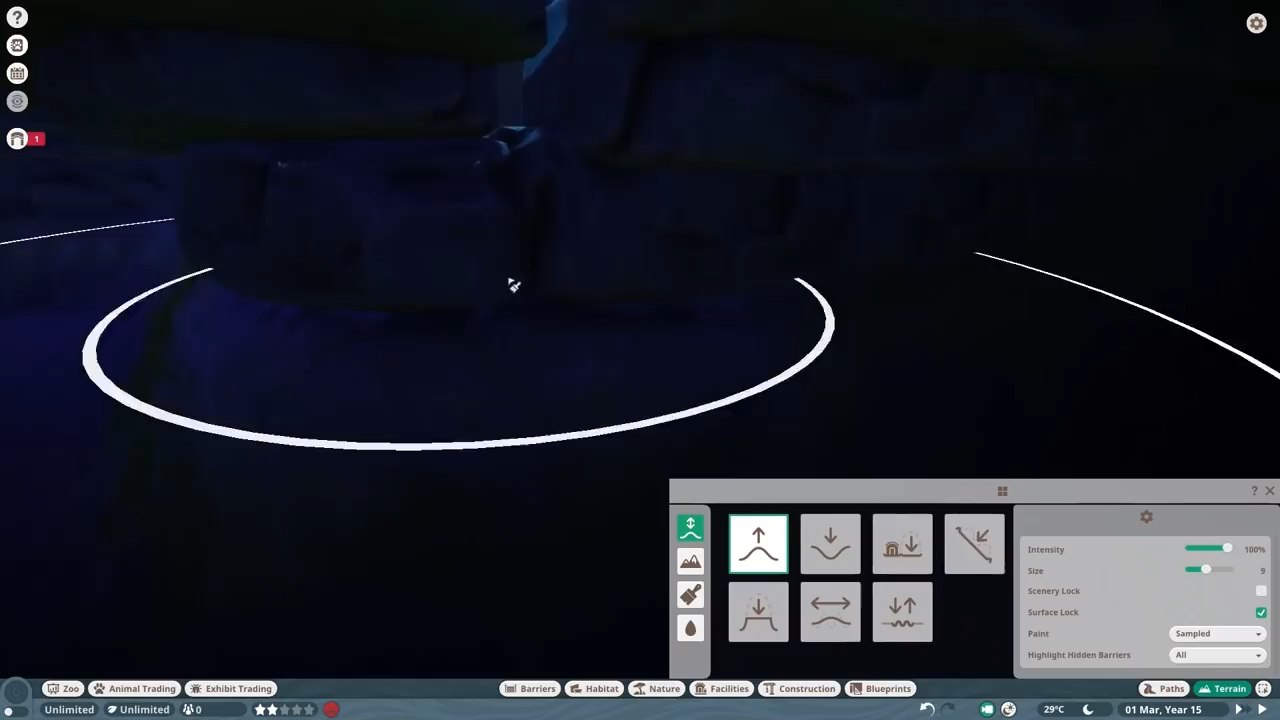 ?
1
? ×
Intensity 100%
Size 9
Scenery Lock
Surface Lock
Paint Sampled
Highlight Hidden Barriers All
Zoo Animal Trading Exhibit Trading Barriers Habitat Nature Facilities Construction Blueprints Paths Terrain
Unlimited Unlimited 0 29°C 01 Mar, Year 15